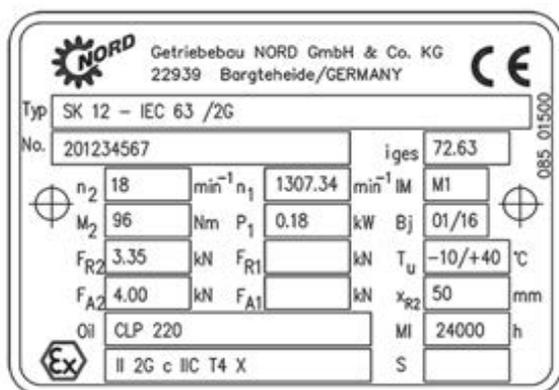 NORD
Getriebebau NORD GmbH & Co. KG
22939 Bargteheide/GERMANY
CE
Typ SK 12 - IEC 63 /2G
No. 201234567 iges 72.63
085 01500
n2 18 min-1 n1 1307.34 min-1 IM M1
M2 96 Nm P1 0.18 kW Bj 01/16
FR2 3.35 kN FR1 kN Tu -10/+40 °C
FA2 4.00 kN FA1 kN xR2 50 mm
Oil CLP 220 MI 24000 h
Ex II 2G c IIC T4 X S